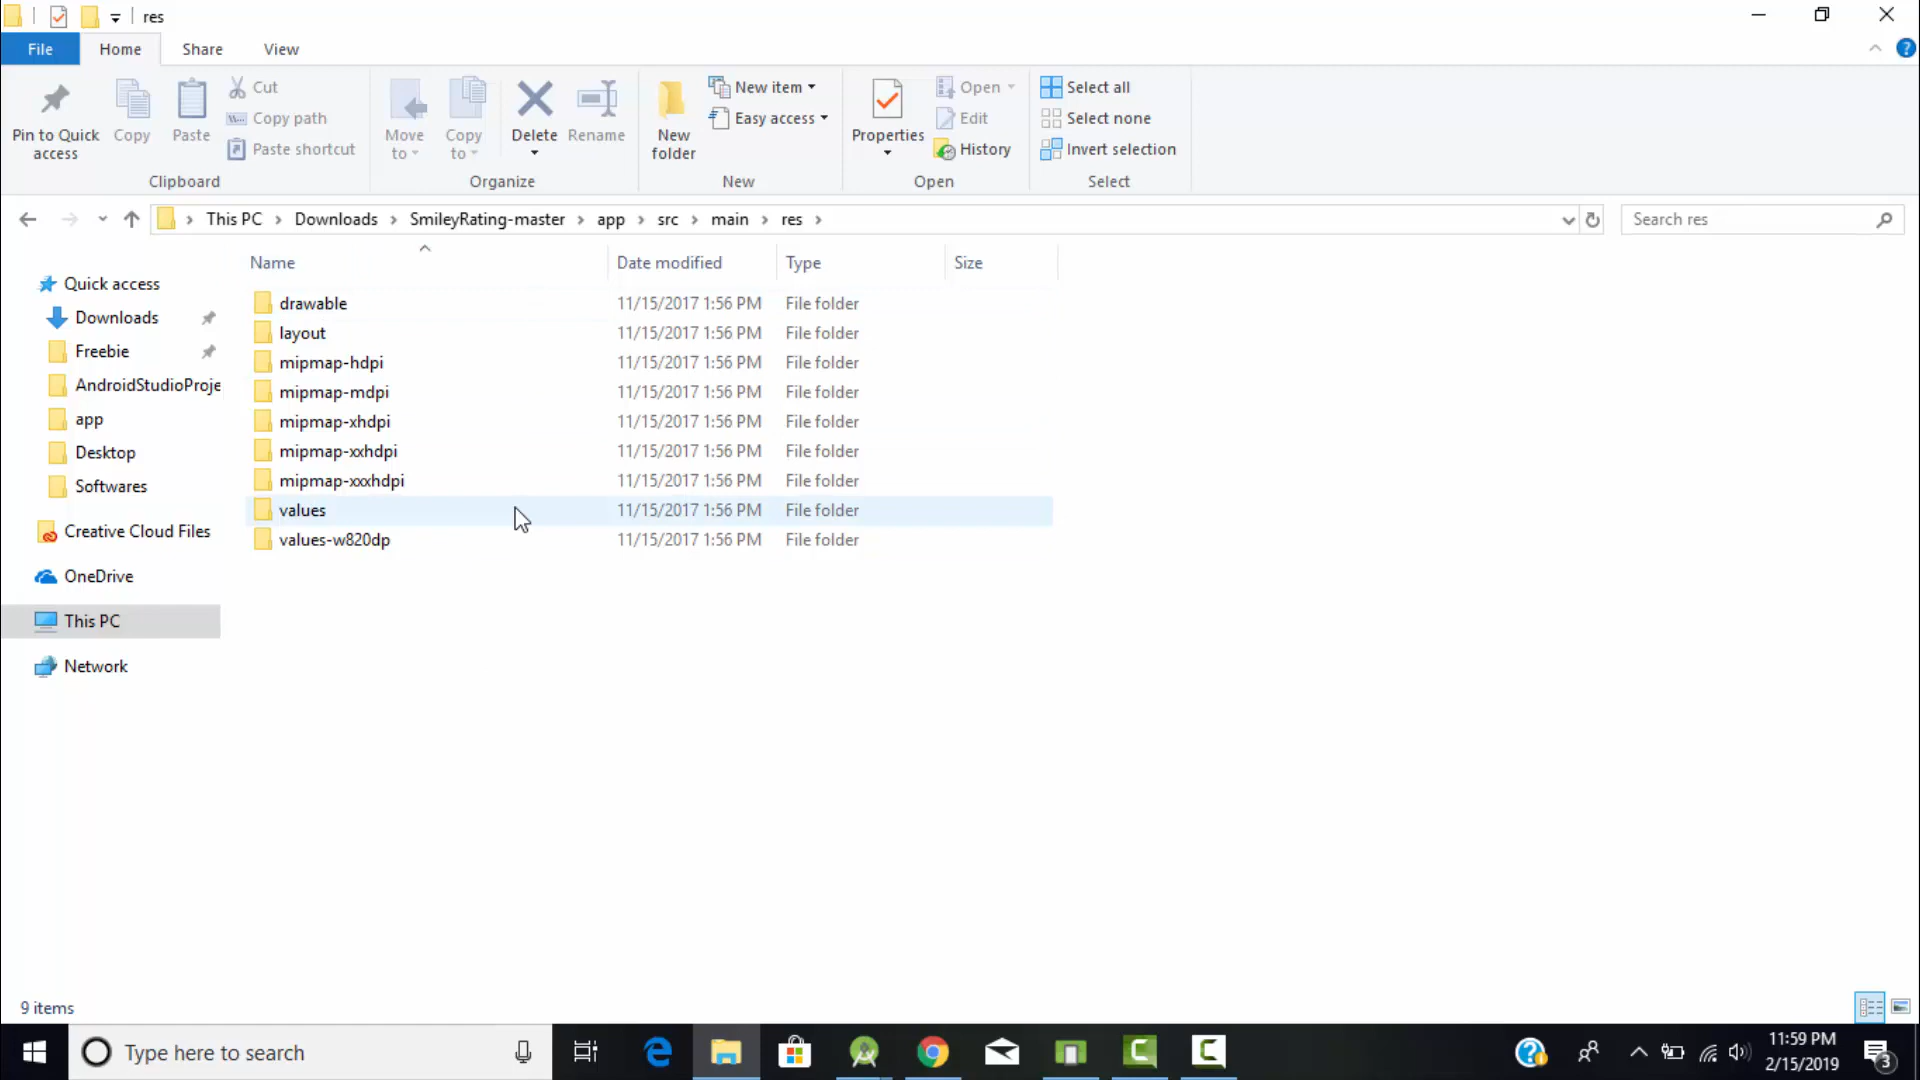 res
File Home Share View
Pin to Quick access
Copy
Paste
Cut
Copy path
Paste shortcut
Clipboard
Move to
Copy to
Delete
Rename
Organize
New folder
New item
Easy access
New
Properties
Open
Edit
History
Open
Select all
Select none
Invert selection
Select
This PC > Downloads > SmileyRating-master > app > src > main > res >
Search res
Name Date modified Type Size
drawable 11/15/2017 1:56 PM File folder
layout 11/15/2017 1:56 PM File folder
mipmap-hdpi 11/15/2017 1:56 PM File folder
mipmap-mdpi 11/15/2017 1:56 PM File folder
mipmap-xhdpi 11/15/2017 1:56 PM File folder
mipmap-xxhdpi 11/15/2017 1:56 PM File folder
mipmap-xxxhdpi 11/15/2017 1:56 PM File folder
values 11/15/2017 1:56 PM File folder
values-w820dp 11/15/2017 1:56 PM File folder
Quick access
Downloads
Freebie
AndroidStudioProje
app
Desktop
Softwares
Creative Cloud Files
OneDrive
This PC
Network
9 items
Type here to search
11:59 PM
2/15/2019
3